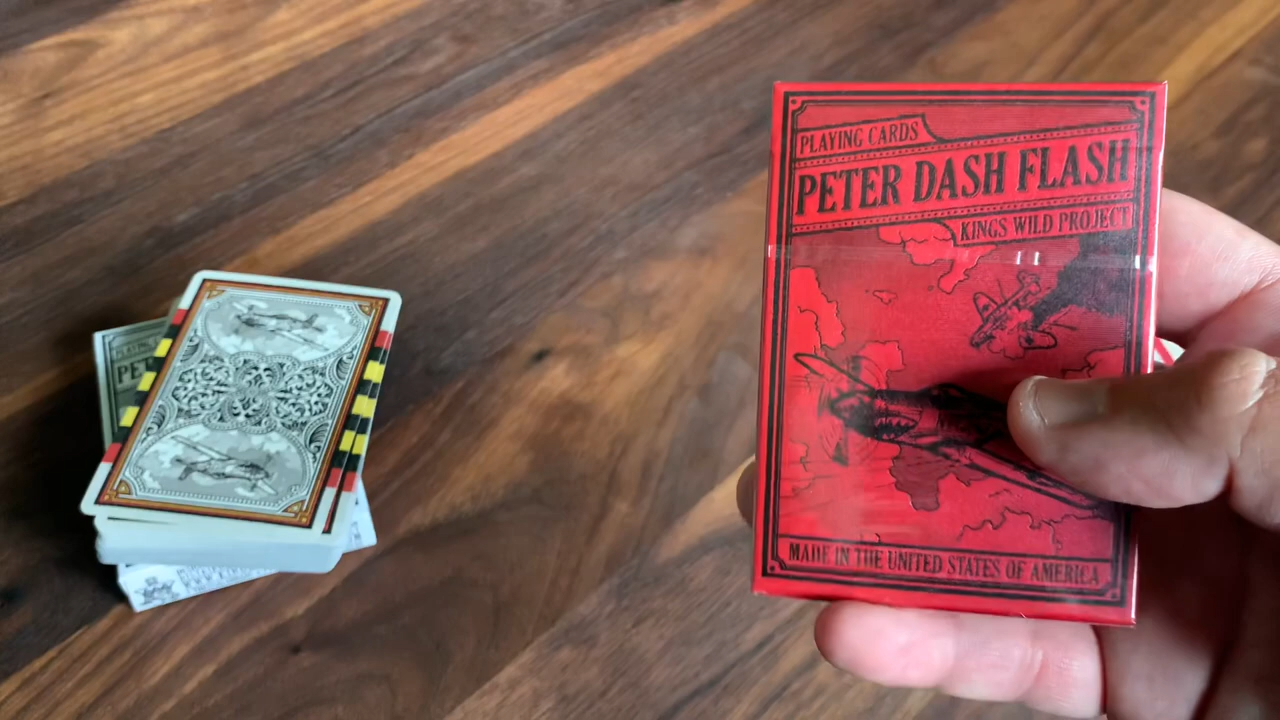 PLAYING CARDS
PETER DASH FLASH
KINGS WILD PROJECT
MADE IN THE UNITED STATES OF AMERICA